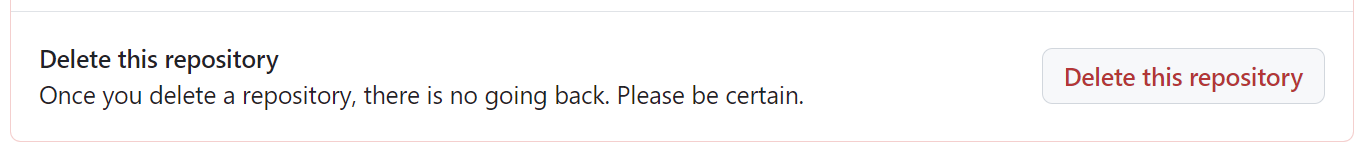 Delete this repository
Once you delete a repository, there is no going back. Please be certain.
Delete this repository